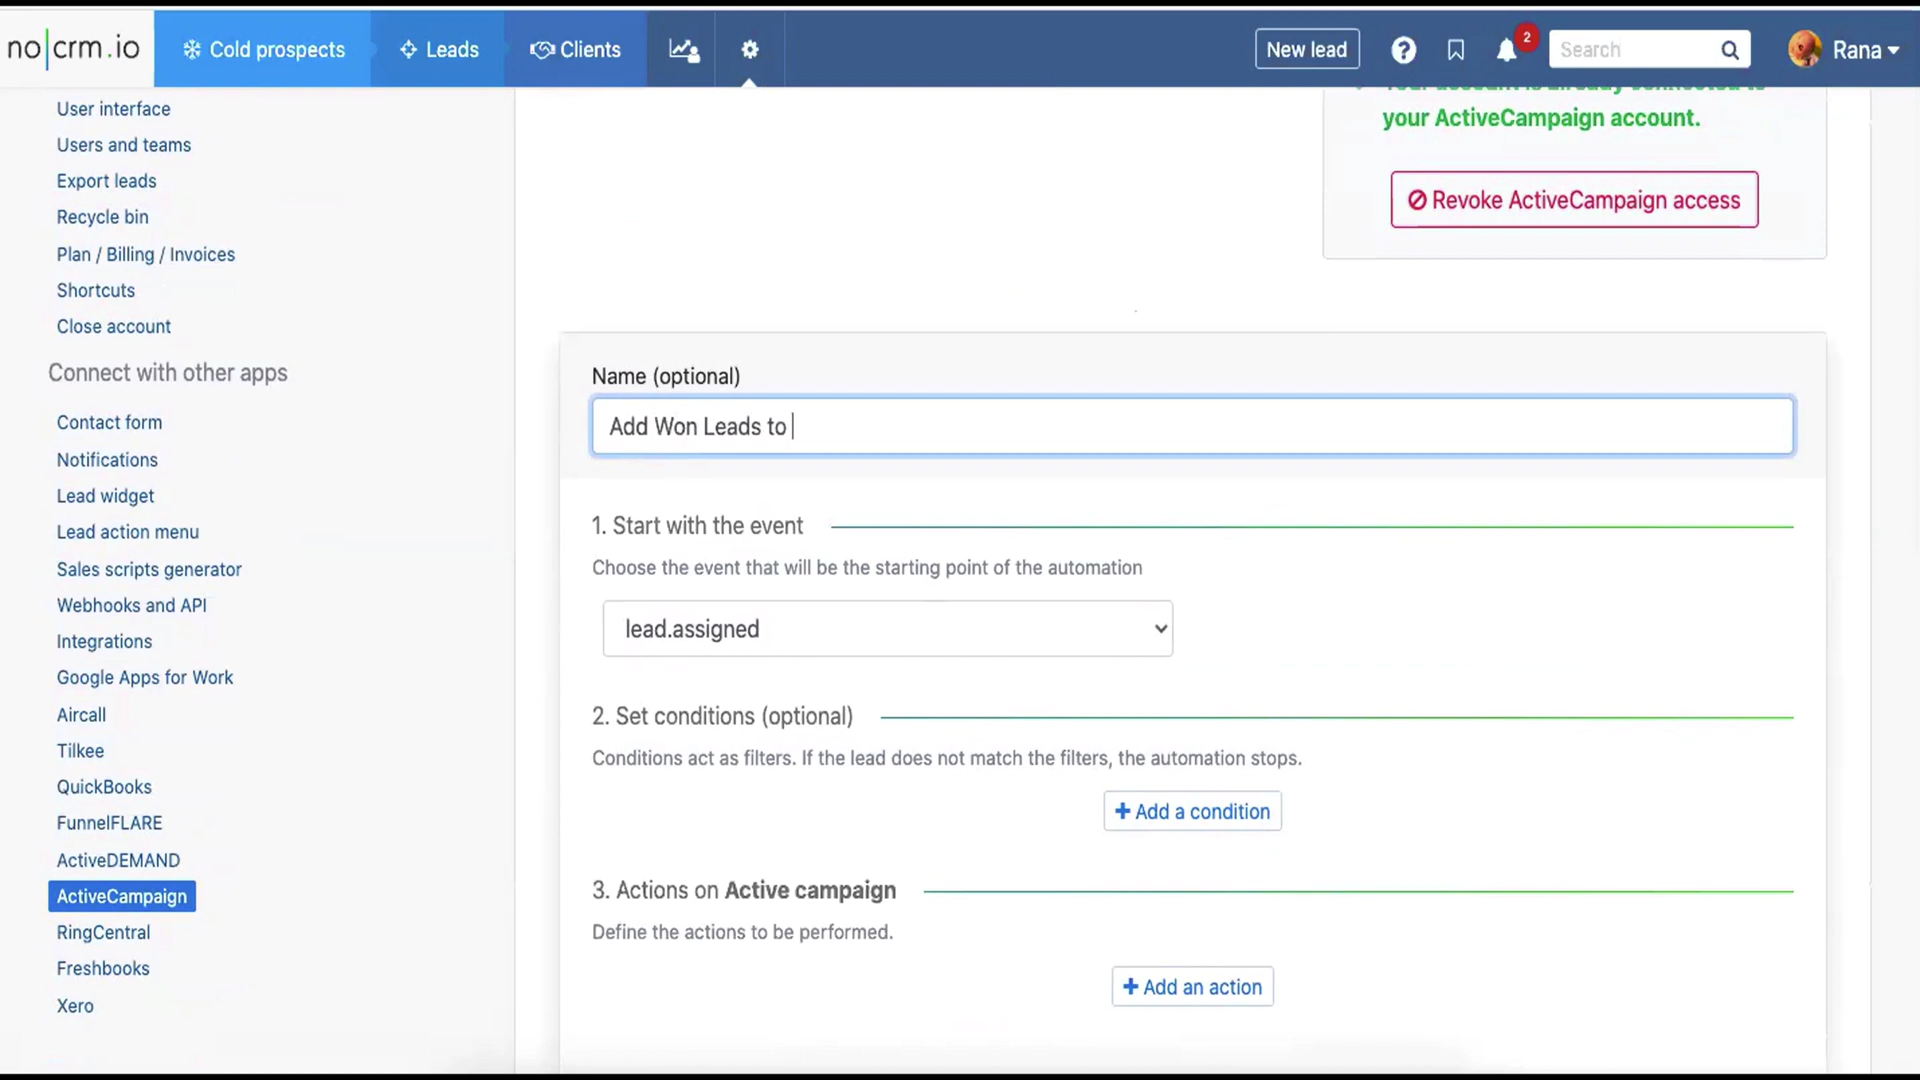 no|crm.io
Cold prospects
Leads
Clients
New lead
2
Search
Rana
User interface
Users and teams
Export leads
Recycle bin
Plan / Billing / Invoices
Shortcuts
Close account
Connect with other apps
Contact form
Notifications
Lead widget
Lead action menu
Sales scripts generator
Webhooks and API
Integrations
Google Apps for Work
Aircall
Tilkee
QuickBooks
FunnelFLARE
ActiveDEMAND
ActiveCampaign
RingCentral
Freshbooks
Xero
Your account is already connected to
your ActiveCampaign account.
Revoke ActiveCampaign access
Name (optional)
Add Won Leads to
1. Start with the event
Choose the event that will be the starting point of the automation
lead.assigned
2. Set conditions (optional)
Conditions act as filters. If the lead does not match the filters, the automation stops.
+ Add a condition
3. Actions on Active campaign
Define the actions to be performed.
+ Add an action